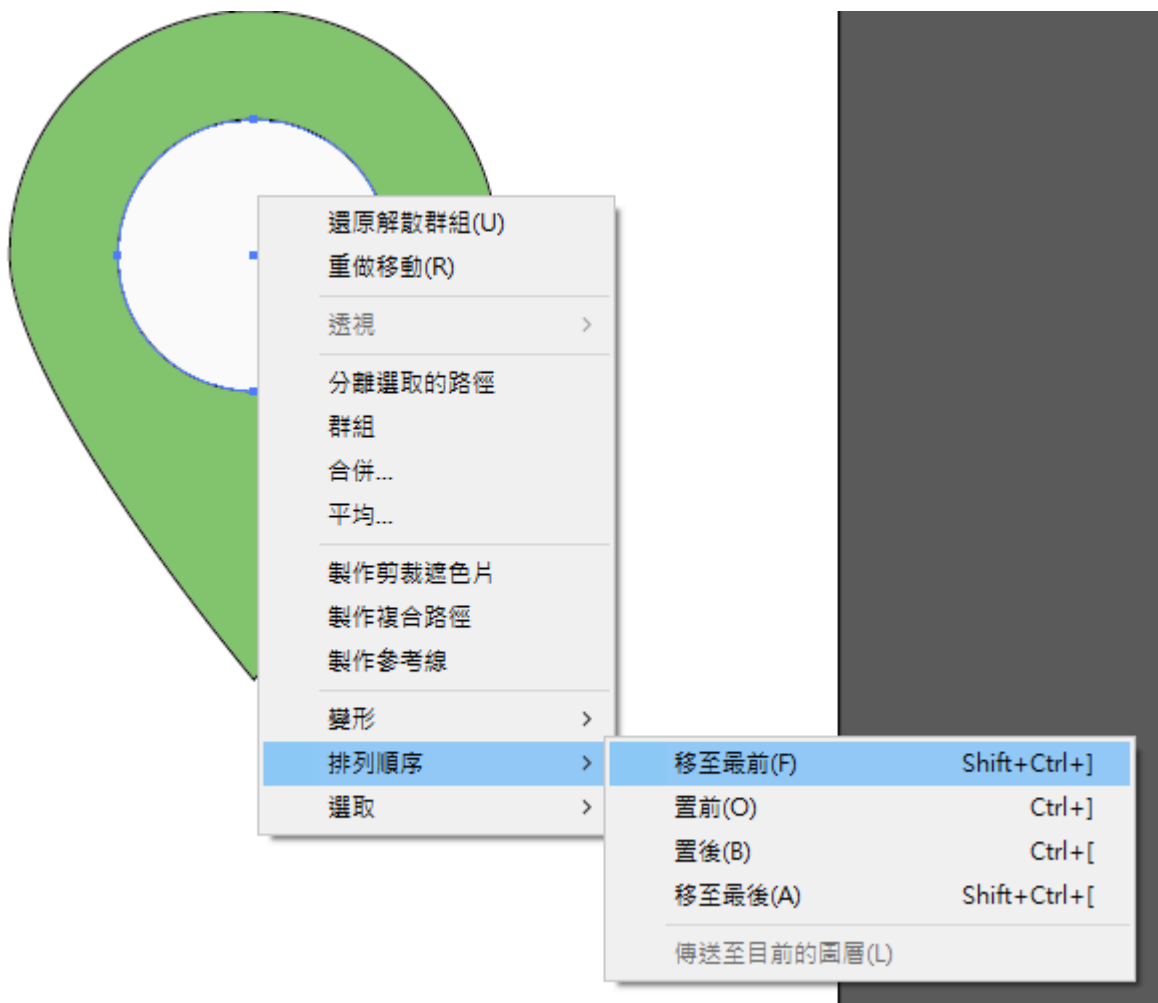 還原解散群組(U)
重做移動(R)
透視
分離選取的路徑
群組
合併...
平均...
製作剪裁遮色片
製作複合路徑
製作參考線
變形
排列順序
選取
移至最前(F) Shift+Ctrl+]
置前(O) Ctrl+]
置後(B) Ctrl+[
移至最後(A) Shift+Ctrl+[
傳送至目前的圖層(L)